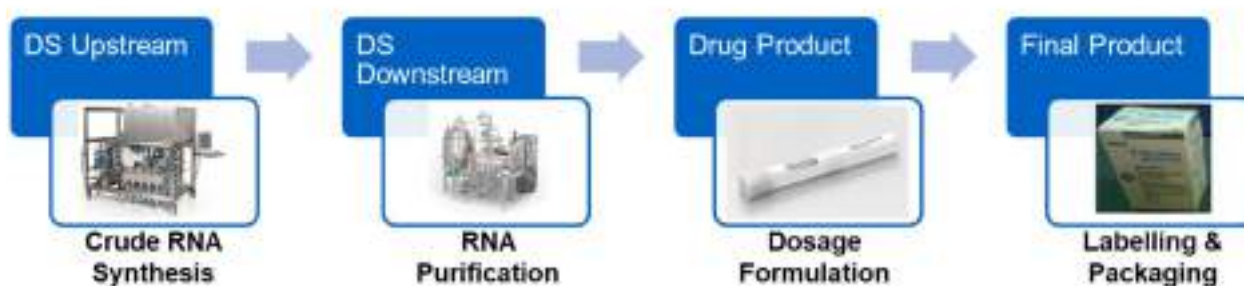 DS Upstream
DS
Downstream
Drug Product
Final Product
Crude RNA
Synthesis
RNA
Purification
Dosage
Formulation
Labelling &
Packaging